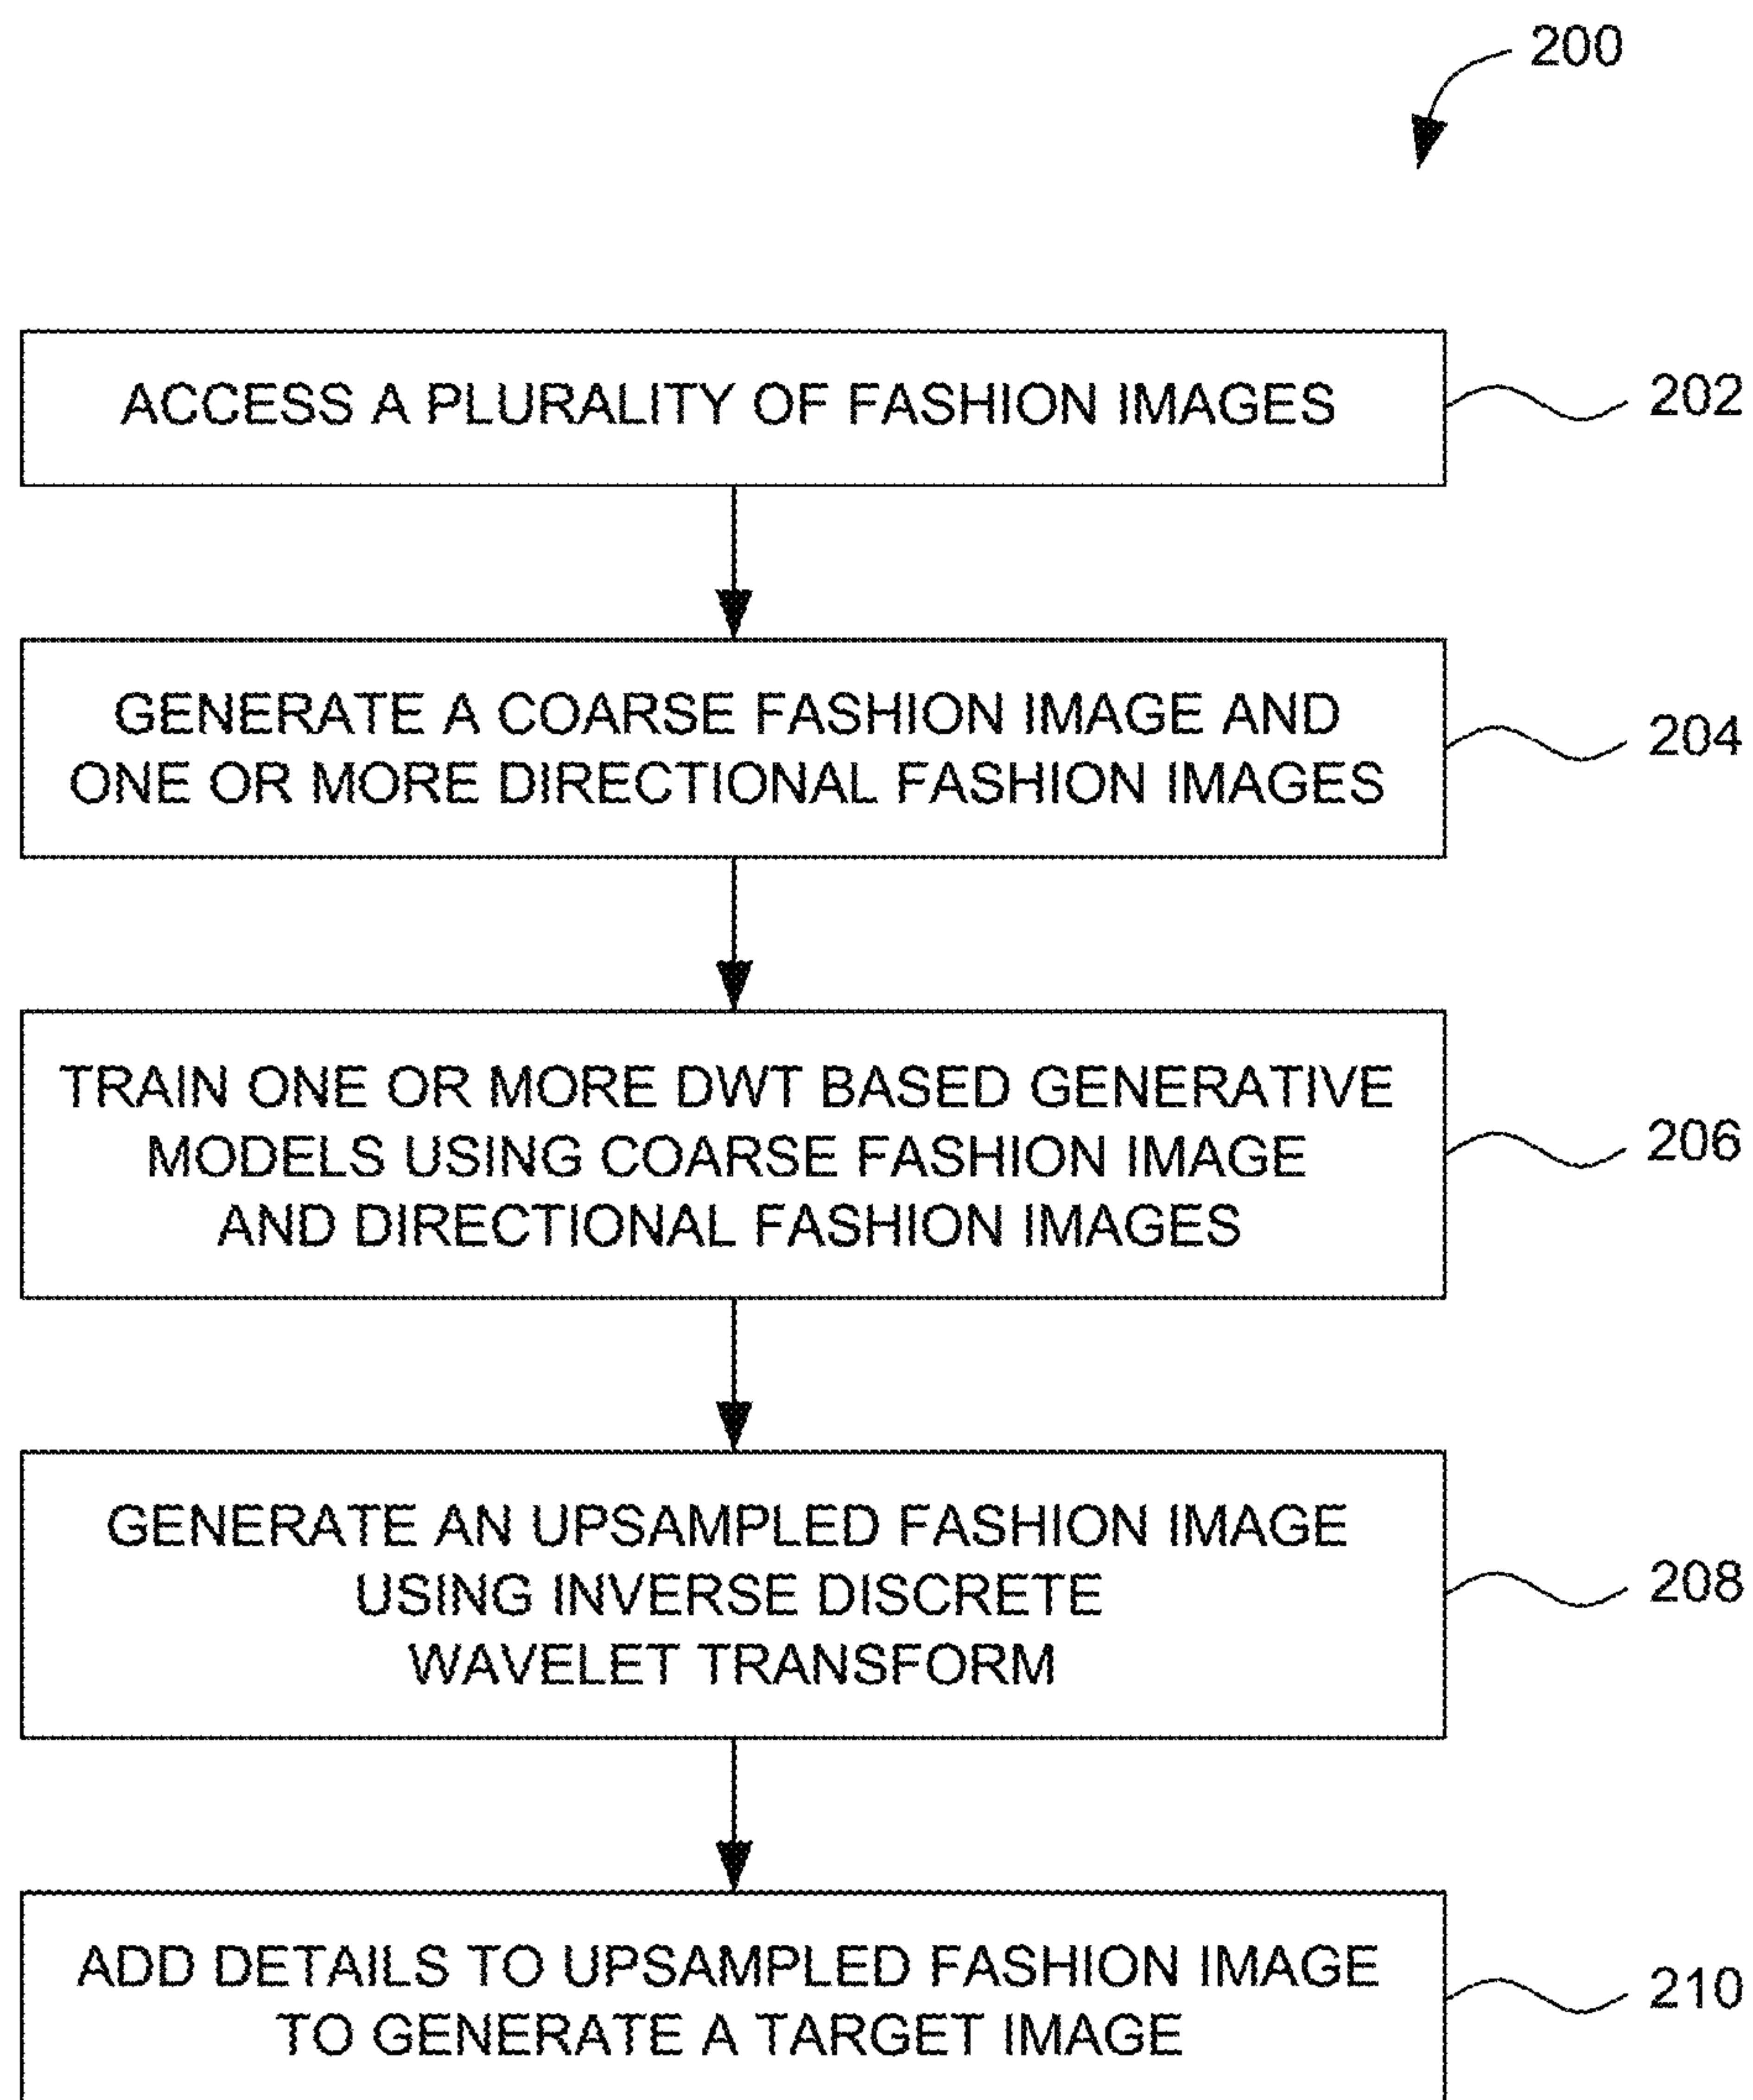 200
ACCESS A PLURALITY OF FASHION IMAGES
202
GENERATE A COARSE FASHION IMAGE AND
ONE OR MORE DIRECTIONAL FASHION IMAGES
204
TRAIN ONE OR MORE DWT BASED GENERATIVE
MODELS USING COARSE FASHION IMAGE
AND DIRECTIONAL FASHION IMAGES
206
GENERATE AN UPSAMPLED FASHION IMAGE
USING INVERSE DISCRETE
WAVELET TRANSFORM
208
ADD DETAILS TO UPSAMPLED FASHION IMAGE
TO GENERATE A TARGET IMAGE
210